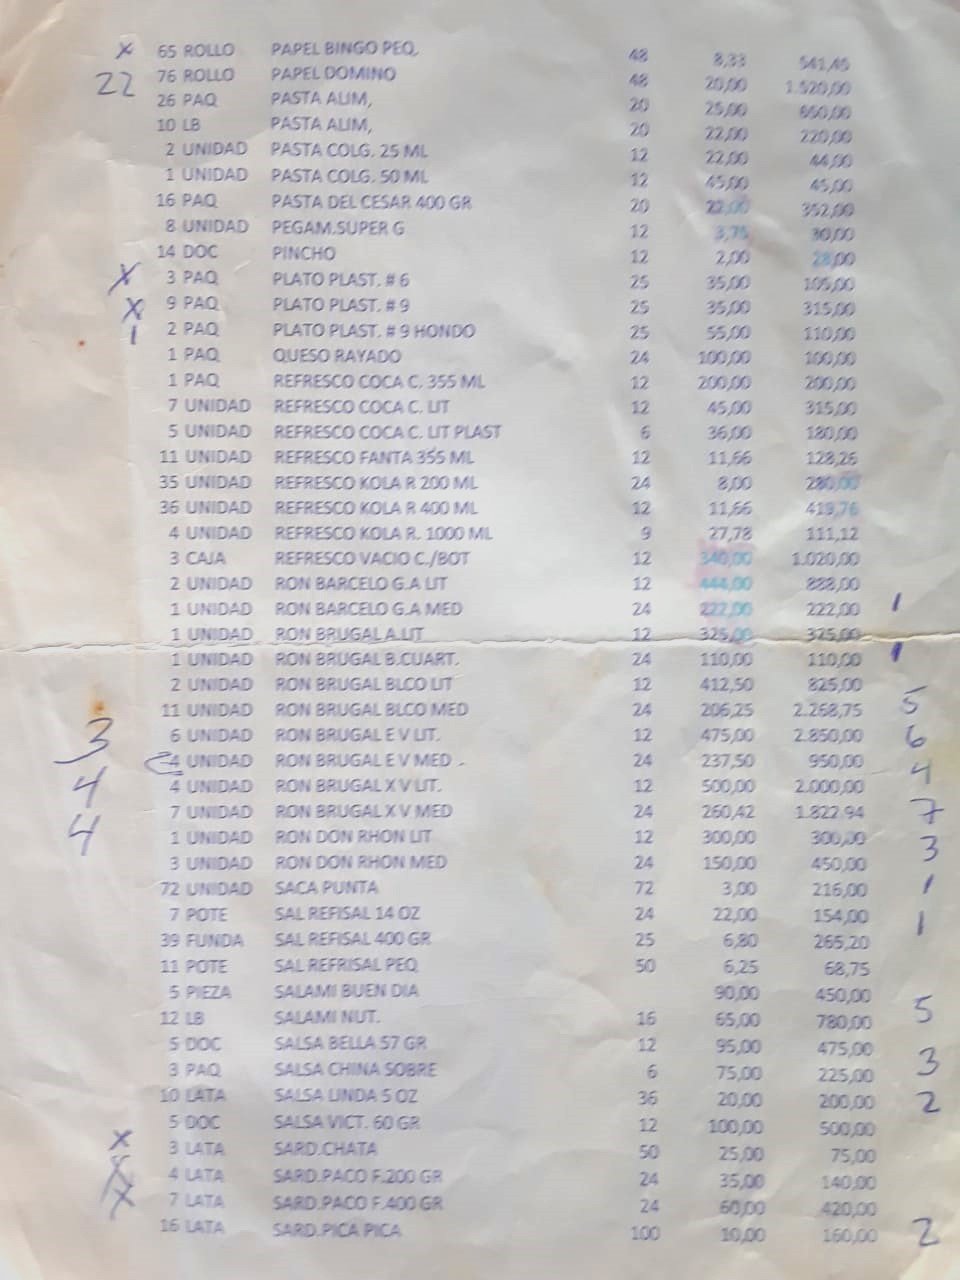 x 65 ROLLO PAPEL BINGO PEQ, 48 8,33 541,45
22 76 ROLLO PAPEL DOMINO 48 20,00 1.520,00
26 PAQ PASTA ALIM, 20 25,00 650,00
10 LB PASTA ALIM, 20 22,00 220,00
2 UNIDAD PASTA COLG. 25 ML 12 22,00 44,00
1 UNIDAD PASTA COLG. 50 ML 12 45,00 45,00
16 PAQ PASTA DEL CESAR 400 GR 20 22,00 352,00
8 UNIDAD PEGAM.SUPER G 12 3,75 30,00
14 DOC PINCHO 12 2,00 28,00
x 3 PAQ PLATO PLAST. # 6 25 35,00 105,00
x 9 PAQ PLATO PLAST. # 9 25 35,00 315,00
1 2 PAQ PLATO PLAST. # 9 HONDO 25 55,00 110,00
1 PAQ QUESO RAYADO 24 100,00 100,00
1 PAQ REFRESCO COCA C. 355 ML 12 200,00 200,00
7 UNIDAD REFRESCO COCA C. LIT 12 45,00 315,00
5 UNIDAD REFRESCO COCA C. LIT PLAST 6 36,00 180,00
11 UNIDAD REFRESCO FANTA 355 ML 12 11,66 128,26
35 UNIDAD REFRESCO KOLA R 200 ML 24 8,00 280,00
36 UNIDAD REFRESCO KOLA R 400 ML 12 11,66 419,76
4 UNIDAD REFRESCO KOLA R. 1000 ML 9 27,78 111,12
3 CAJA REFRESCO VACIO C./BOT 12 340,00 1.020,00
2 UNIDAD RON BARCELO G.A LIT 12 444,00 888,00
1 UNIDAD RON BARCELO G.A MED 24 222,00 222,00 1
1 UNIDAD RON BRUGAL A.LIT 12 325,00 325,00
1 UNIDAD RON BRUGAL B.CUART. 24 110,00 110,00 1
2 UNIDAD RON BRUGAL BLCO LIT 12 412,50 825,00
11 UNIDAD RON BRUGAL BLCO MED 24 206,25 2.268,75 5
3 6 UNIDAD RON BRUGAL E V LIT. 12 475,00 2.850,00 6
4 UNIDAD RON BRUGAL E V MED 24 237,50 950,00 4
4 4 UNIDAD RON BRUGAL X V LIT. 12 500,00 2.000,00
7 UNIDAD RON BRUGAL X V MED 24 260,42 1.822,94 7
4 1 UNIDAD RON DON RHON LIT 12 300,00 300,00
3 UNIDAD RON DON RHON MED 24 150,00 450,00 3
72 UNIDAD SACA PUNTA 72 3,00 216,00 1
7 POTE SAL REFISAL 14 OZ 24 22,00 154,00 1
39 FUNDA SAL REFISAL 400 GR 25 6,80 265,20
11 POTE SAL REFRISAL PEQ 50 6,25 68,75
5 PIEZA SALAMI BUEN DIA 90,00 450,00
12 LB SALAMI NUT. 16 65,00 780,00 5
5 DOC SALSA BELLA 57 GR 12 95,00 475,00
3 PAQ SALSA CHINA SOBRE 6 75,00 225,00 3
10 LATA SALSA LINDA 5 OZ 36 20,00 200,00 2
5 DOC SALSA VICT. 60 GR 12 100,00 500,00
x 3 LATA SARD.CHATA 50 25,00 75,00
x 4 LATA SARD.PACO F.200 GR 24 35,00 140,00
x 7 LATA SARD.PACO F.400 GR 24 60,00 420,00
16 LATA SARD.PICA PICA 100 10,00 160,00 2